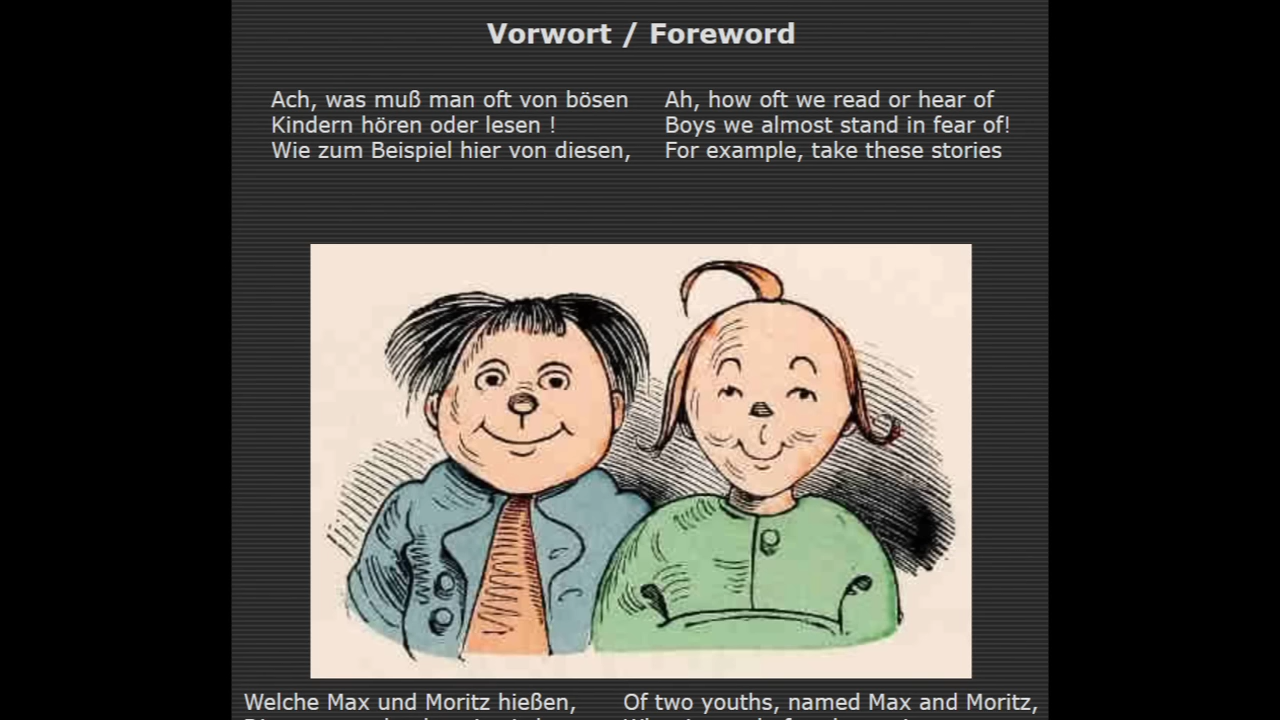 Vorwort / Foreword
Ach, was muß man oft von bösen
Kindern hören oder lesen !
Wie zum Beispiel hier von diesen,
Ah, how oft we read or hear of
Boys we almost stand in fear of!
For example, take these stories
Welche Max und Moritz hießen,
Of two youths, named Max and Moritz,